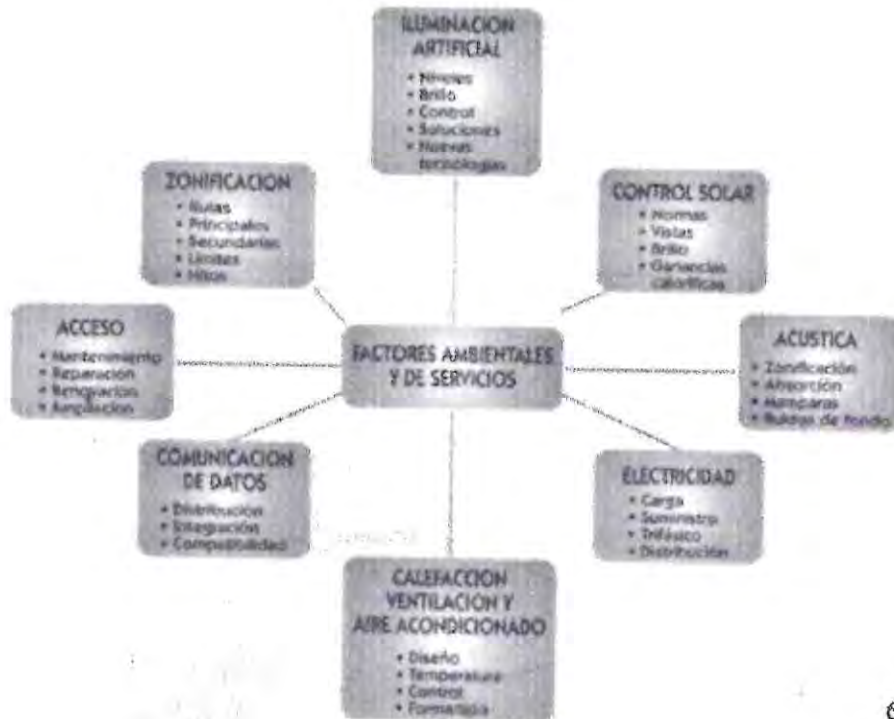 ILUMINACION
ARTIFICIAL
• Niveles
• Brillo
• Control
• Soluciones
• Nuevas
tecnologías
ZONIFICACION
• Rutas
• Principales
• Secundarias
• Límites
• Hitos
CONTROL SOLAR
• Normas
• Vistas
• Brillo
• Ganancias
caloríficas
ACCESO
• Mantenimiento
• Reparación
• Renovación
• Ampliación
FACTORES AMBIENTALES
Y DE SERVICIOS
ACUSTICA
• Zonificación
• Absorción
• Mamparas
• Ruidos de fondo
COMUNICACION
DE DATOS
• Distribución
• Integración
• Compatibilidad
ELECTRICIDAD
• Carga
• Suministro
• Trifásico
• Distribución
CALEFACCION
VENTILACION Y
AIRE ACONDICIONADO
• Diseño
• Temperatura
• Control